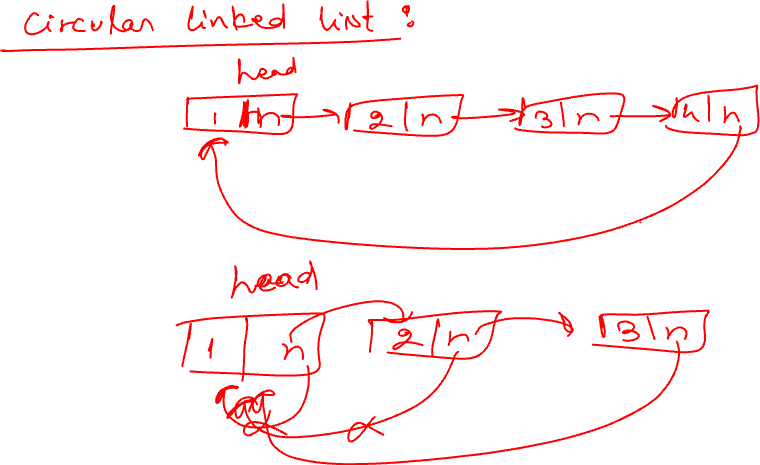 Circular linked list :
head
1 n 2 n 3 n 4 n
head
1 n 2 n 3 n